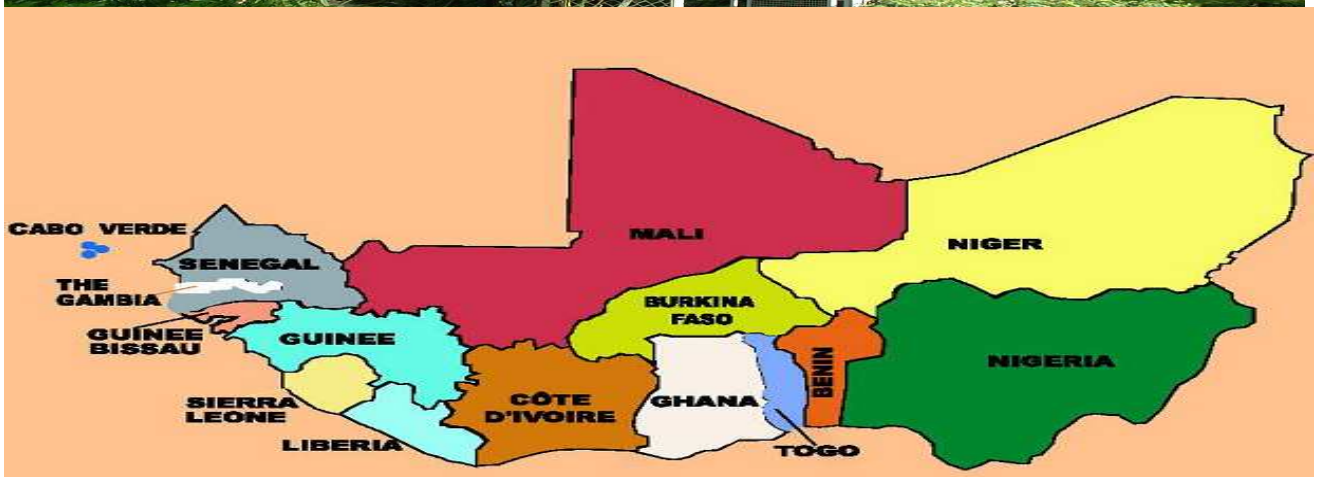 CABO VERDE
SENEGAL
THE
GAMBIA
GUÍNEE
BISSAU
GUINEE
SIERRA
LEONE
LIBERIA
MALI
NIGER
BURKINA
FASO
CÔTE
D'IVOIRE
GHANA
TOGO
BENIN
NIGERIA